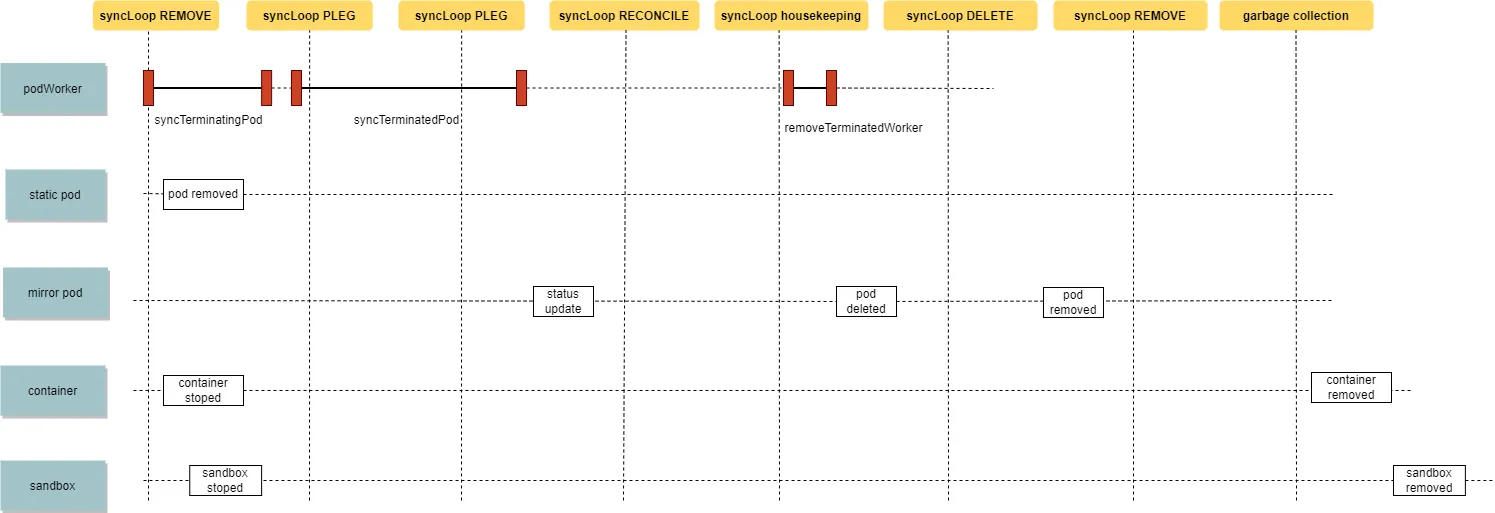 syncLoop REMOVE
syncLoop PLEG
syncLoop PLEG
syncLoop RECONCILE
syncLoop housekeeping
syncLoop DELETE
syncLoop REMOVE
garbage collection
podWorker
syncTerminatingPod
syncTerminatedPod
removeTerminatedWorker
static pod
pod removed
mirror pod
status
update
pod
deleted
pod
removed
container
container
stoped
container
removed
sandbox
sandbox
stoped
sandbox
removed